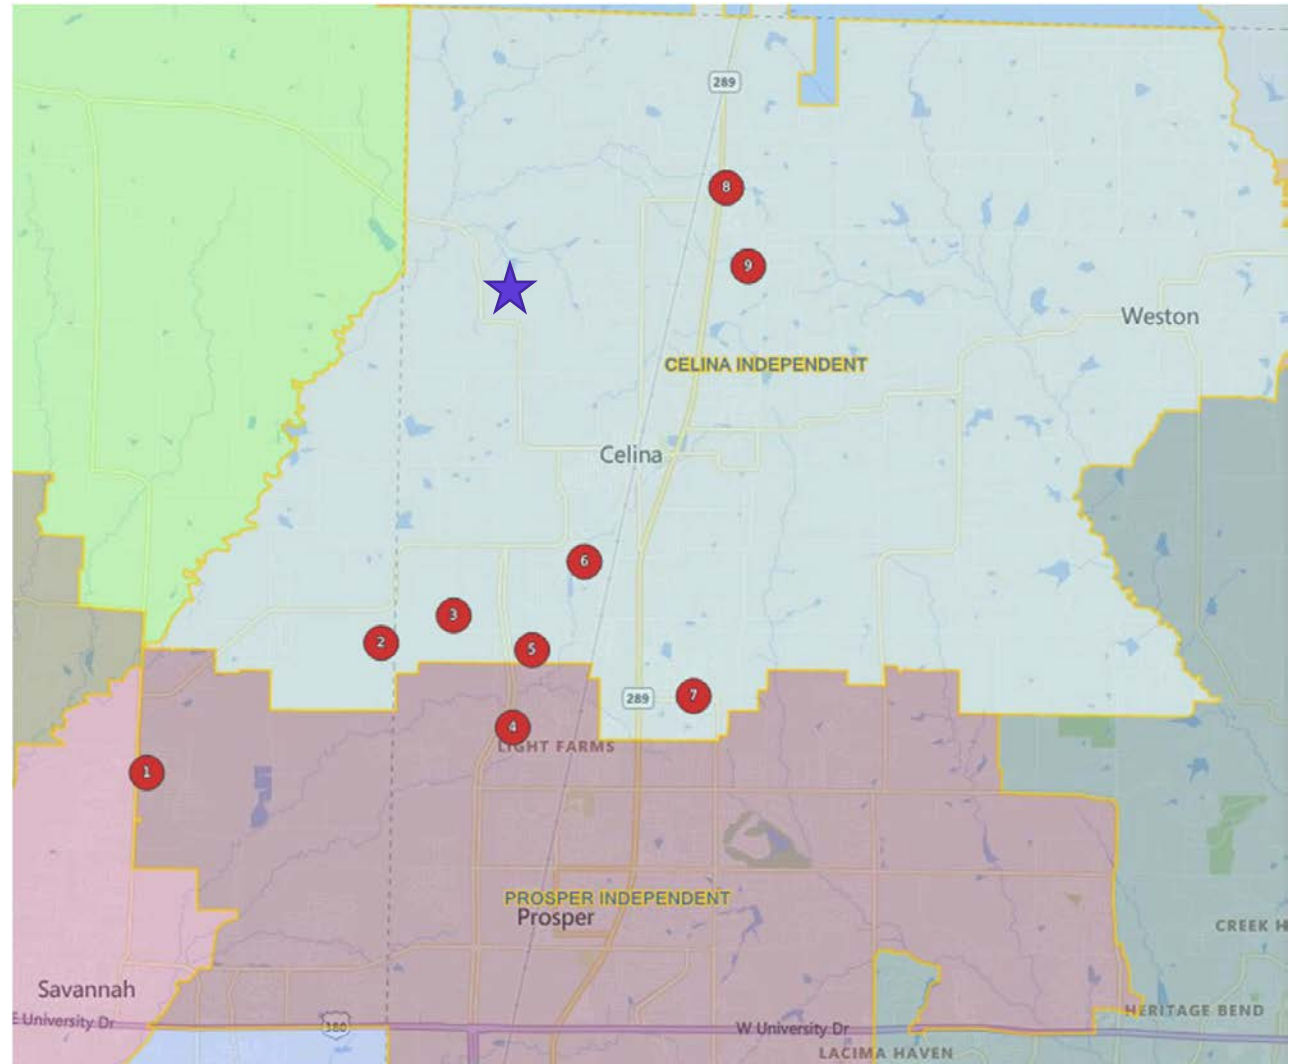 289
8
9
Weston
CELINA INDEPENDENT
Celina
6
3
2
5
289
7
4
LIGHT FARMS
1
PROSPER INDEPENDENT
Prosper
CREEK H
Savannah
E University Dr
380
W University Dr
HERITAGE BEND
LACIMA HAVEN